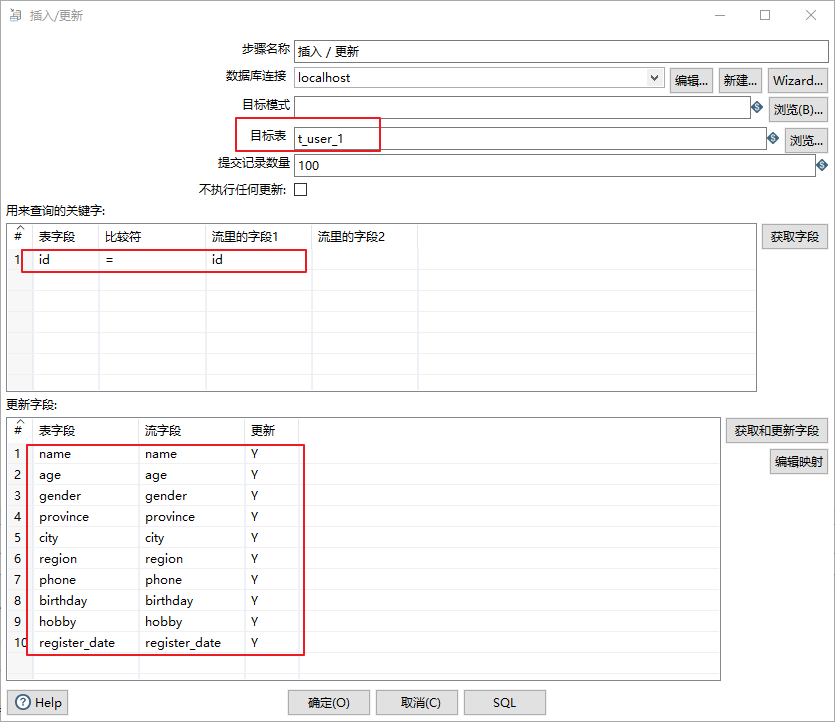 插入/更新
步骤名称 插入 / 更新
数据库连接 localhost 编辑... 新建... Wizard...
目标模式 浏览(B)...
目标表 t_user_1 浏览...
提交记录数量 100
不执行任何更新:
用来查询的关键字:
# 表字段 比较符 流里的字段1 流里的字段2 获取字段
1 id = id
更新字段:
# 表字段 流字段 更新 获取和更新字段
1 name name Y
编辑映射
2 age age Y
3 gender gender Y
4 province province Y
5 city city Y
6 region region Y
7 phone phone Y
8 birthday birthday Y
9 hobby hobby Y
10 register_date register_date Y
Help 确定(O) 取消(C) SQL